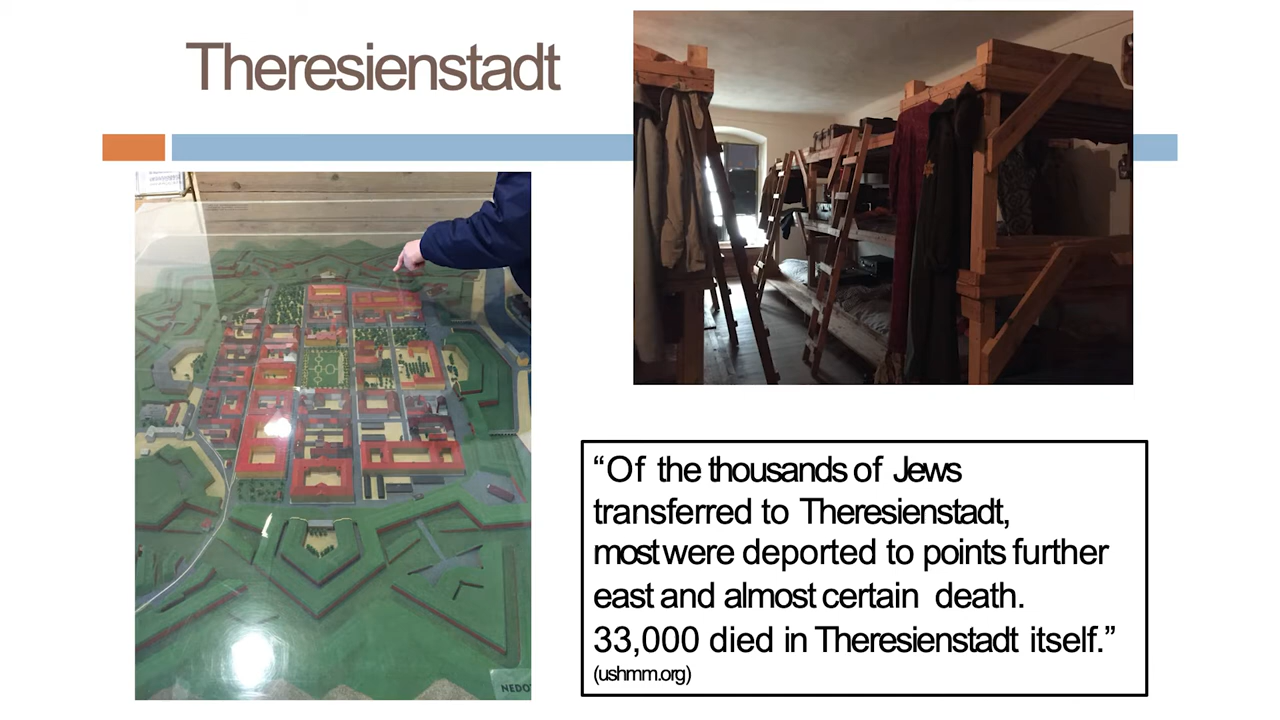 Theresienstadt
“Of the thousands of Jews
transferred to Theresienstadt,
most were deported to points further
east and almost certain death.
33,000 died in Theresienstadt itself.”
(ushmm.org)